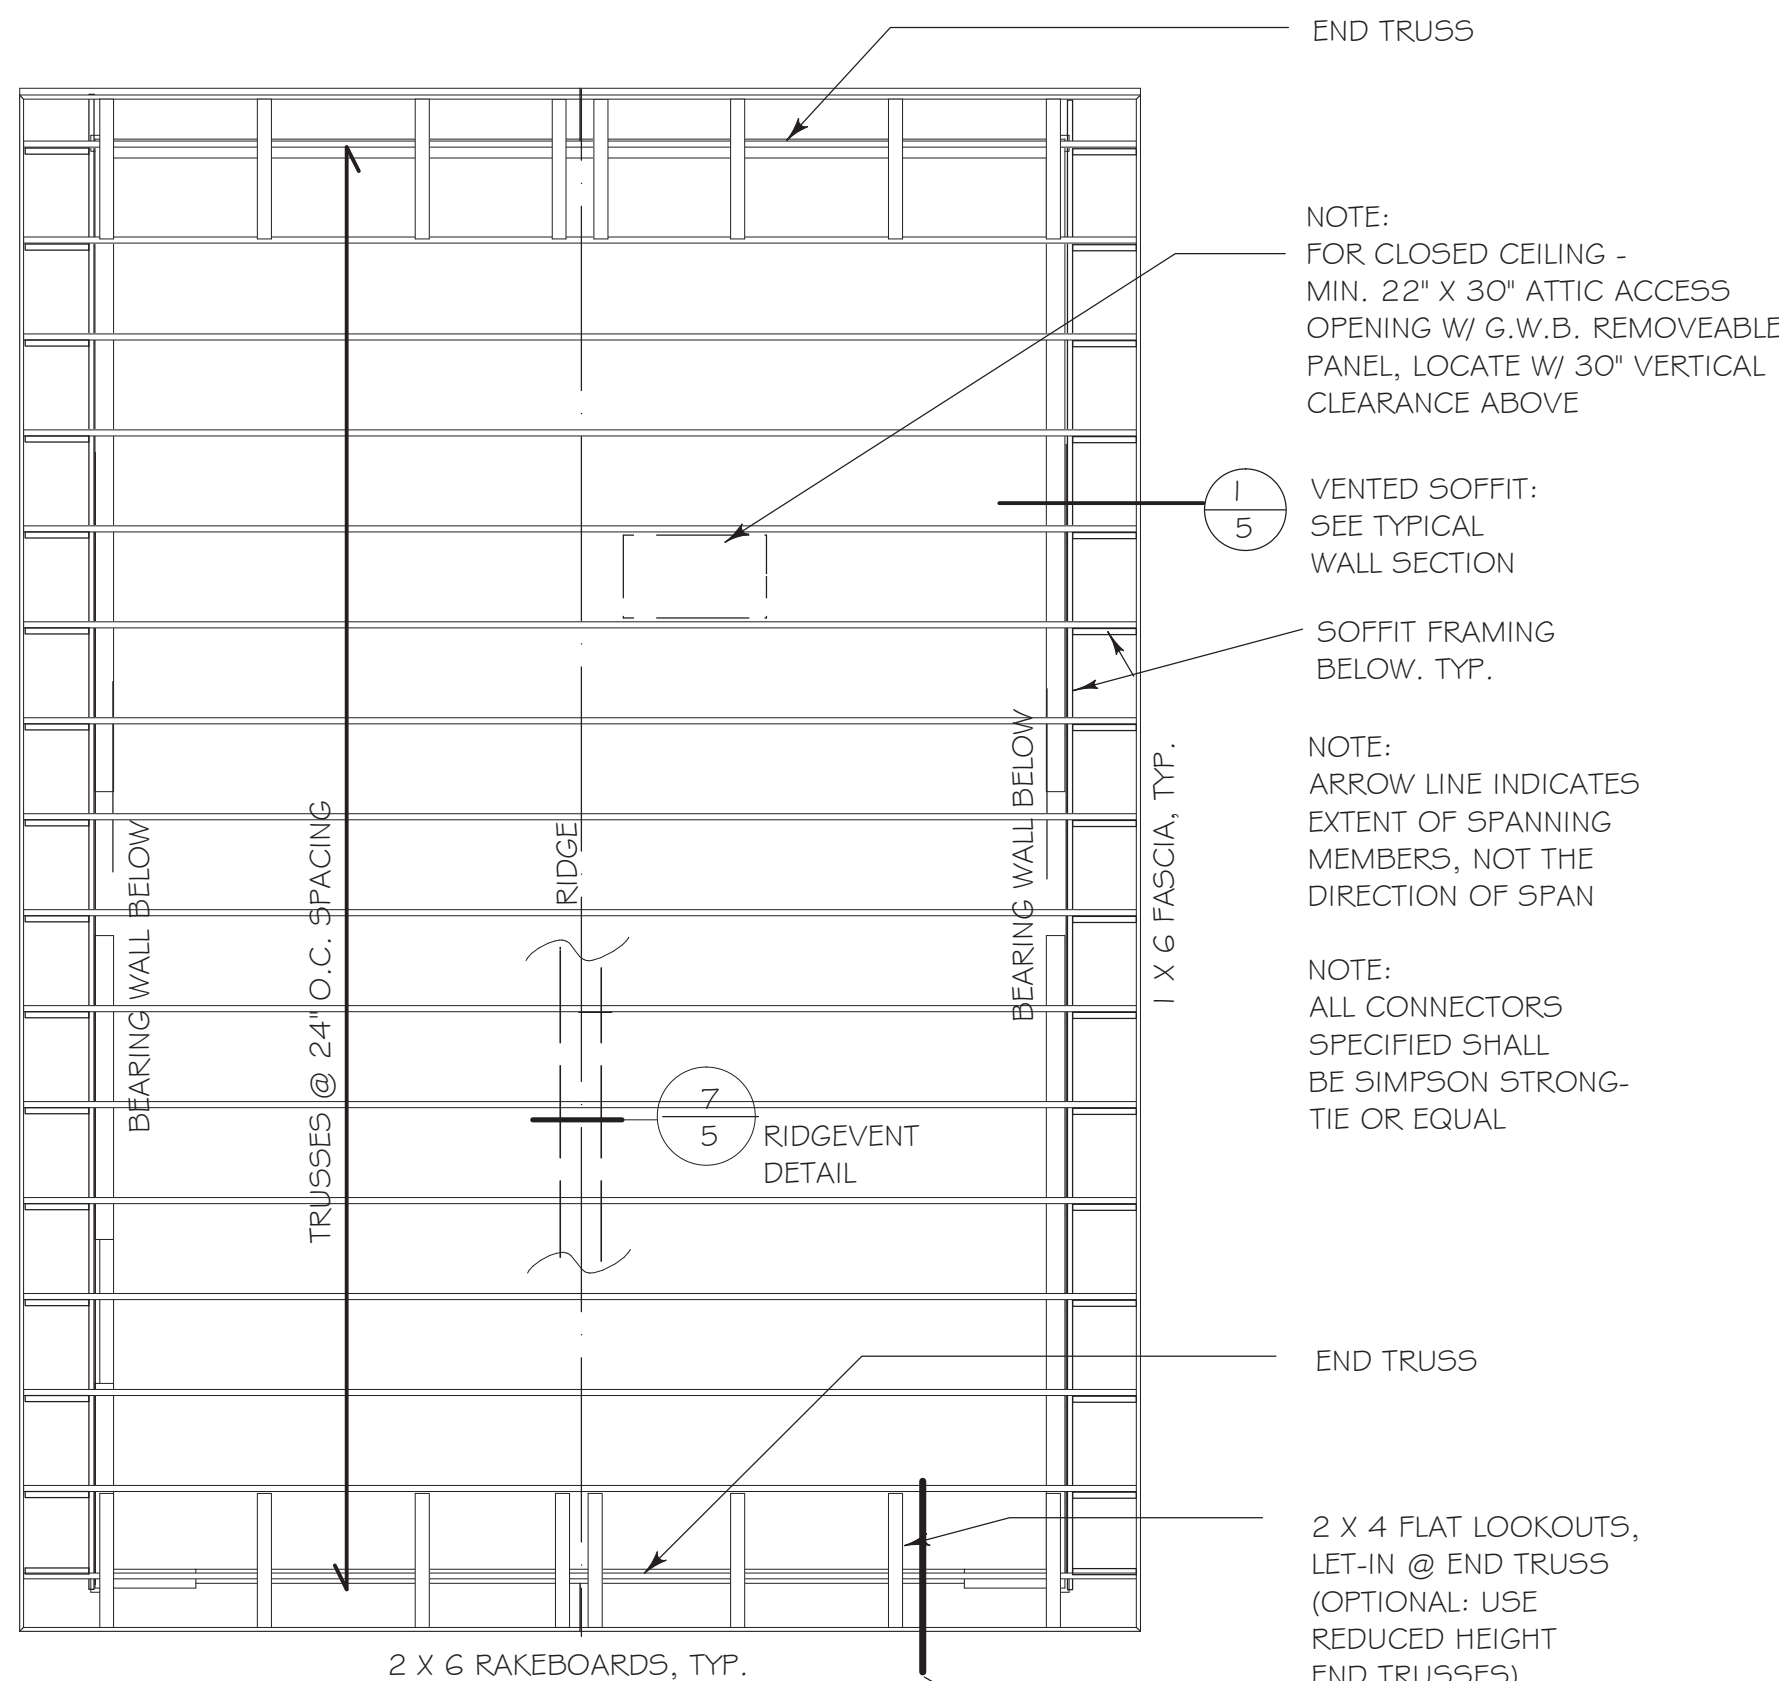 END TRUSS
NOTE:
FOR CLOSED CEILING -
MIN. 22" X 30" ATTIC ACCESS
OPENING W/ G.W.B. REMOVEABLE
PANEL, LOCATE W/ 30" VERTICAL
CLEARANCE ABOVE
1
5
VENTED SOFFIT:
SEE TYPICAL
WALL SECTION
SOFFIT FRAMING
BELOW. TYP.
NOTE:
ARROW LINE INDICATES
EXTENT OF SPANNING
MEMBERS, NOT THE
DIRECTION OF SPAN
NOTE:
ALL CONNECTORS
SPECIFIED SHALL
BE SIMPSON STRONG-
TIE OR EQUAL
BEARING WALL BELOW
TRUSSES @ 24" O.C. SPACING
RIDGE
BEARING WALL BELOW
1 X 6 FASCIA, TYP.
7
5
RIDGEVENT
DETAIL
END TRUSS
2 X 4 FLAT LOOKOUTS,
LET-IN @ END TRUSS
(OPTIONAL: USE
REDUCED HEIGHT
END TRUSSES)
2 X 6 RAKEBOARDS, TYP.